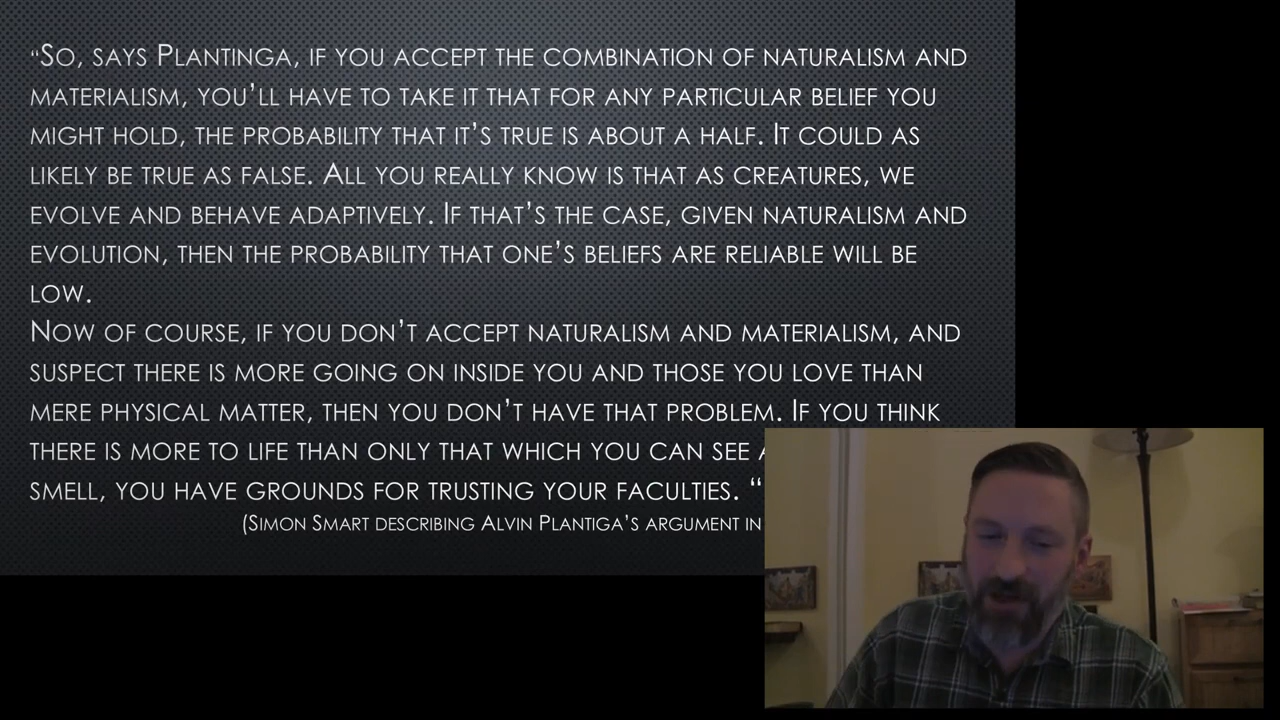 “So, says Plantinga, if you accept the combination of naturalism and
materialism, you’ll have to take it that for any particular belief you
might hold, the probability that it’s true is about a half. It could as
likely be true as false. All you really know is that as creatures, we
evolve and behave adaptively. If that’s the case, given naturalism and
evolution, then the probability that one’s beliefs are reliable will be
low.
Now of course, if you don’t accept naturalism and materialism, and
suspect there is more going on inside you and those you love than
mere physical matter, then you don’t have that problem. If you think
there is more to life than only that which you can see
smell, you have grounds for trusting your faculties. “
(Simon Smart describing Alvin Plantiga’s argument in